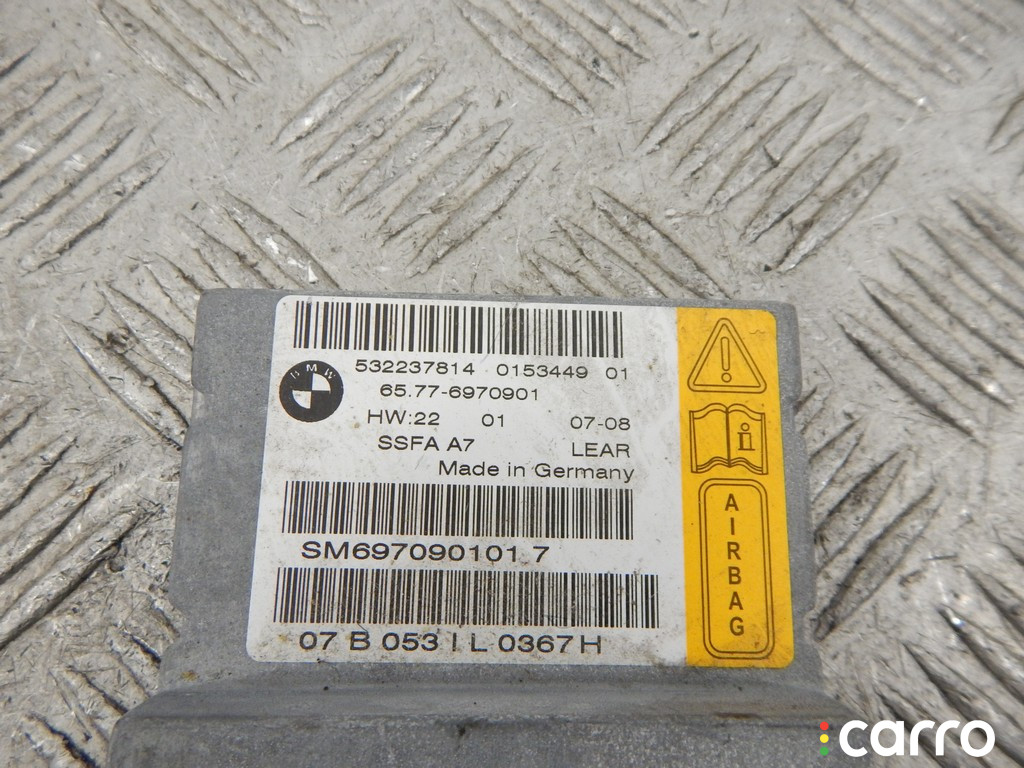 532237814 0153449 01
BMW
65.77-6970901
HW:22 01 07-08
SSFA A7 LEAR
Made in Germany
SM697090101 7
07 B 053 I L 0367 H
AIRBAG
carro